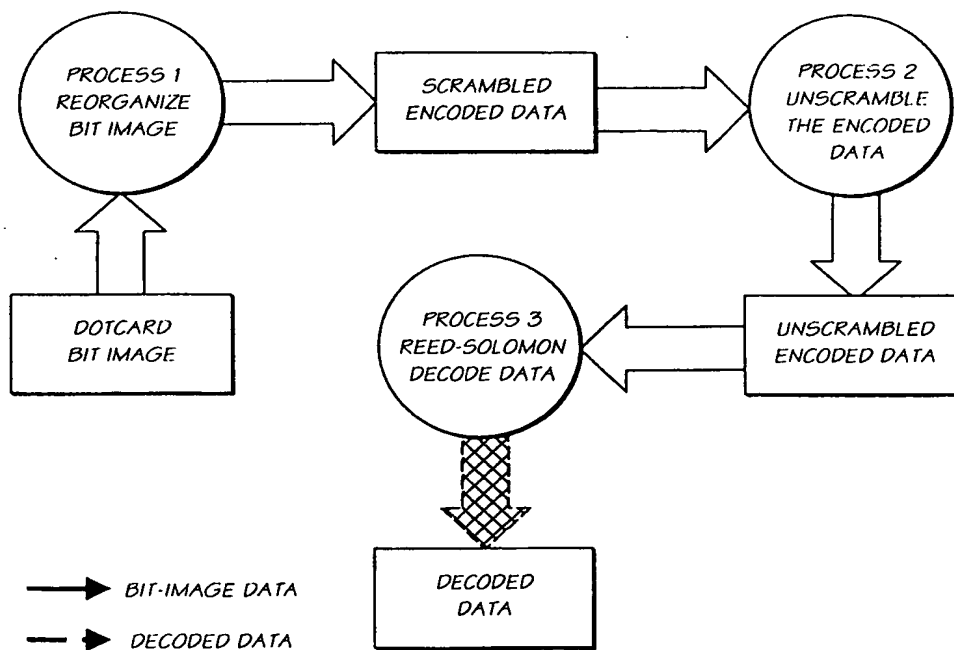 PROCESS 1
REORGANIZE
BIT IMAGE
SCRAMBLED
ENCODED DATA
PROCESS 2
UNSCRAMBLE
THE ENCODED
DATA
DOTCARD
BIT IMAGE
PROCESS 3
REED-SOLOMON
DECODE DATA
UNSCRAMBLED
ENCODED DATA
DECODED
DATA
BIT-IMAGE DATA
DECODED DATA